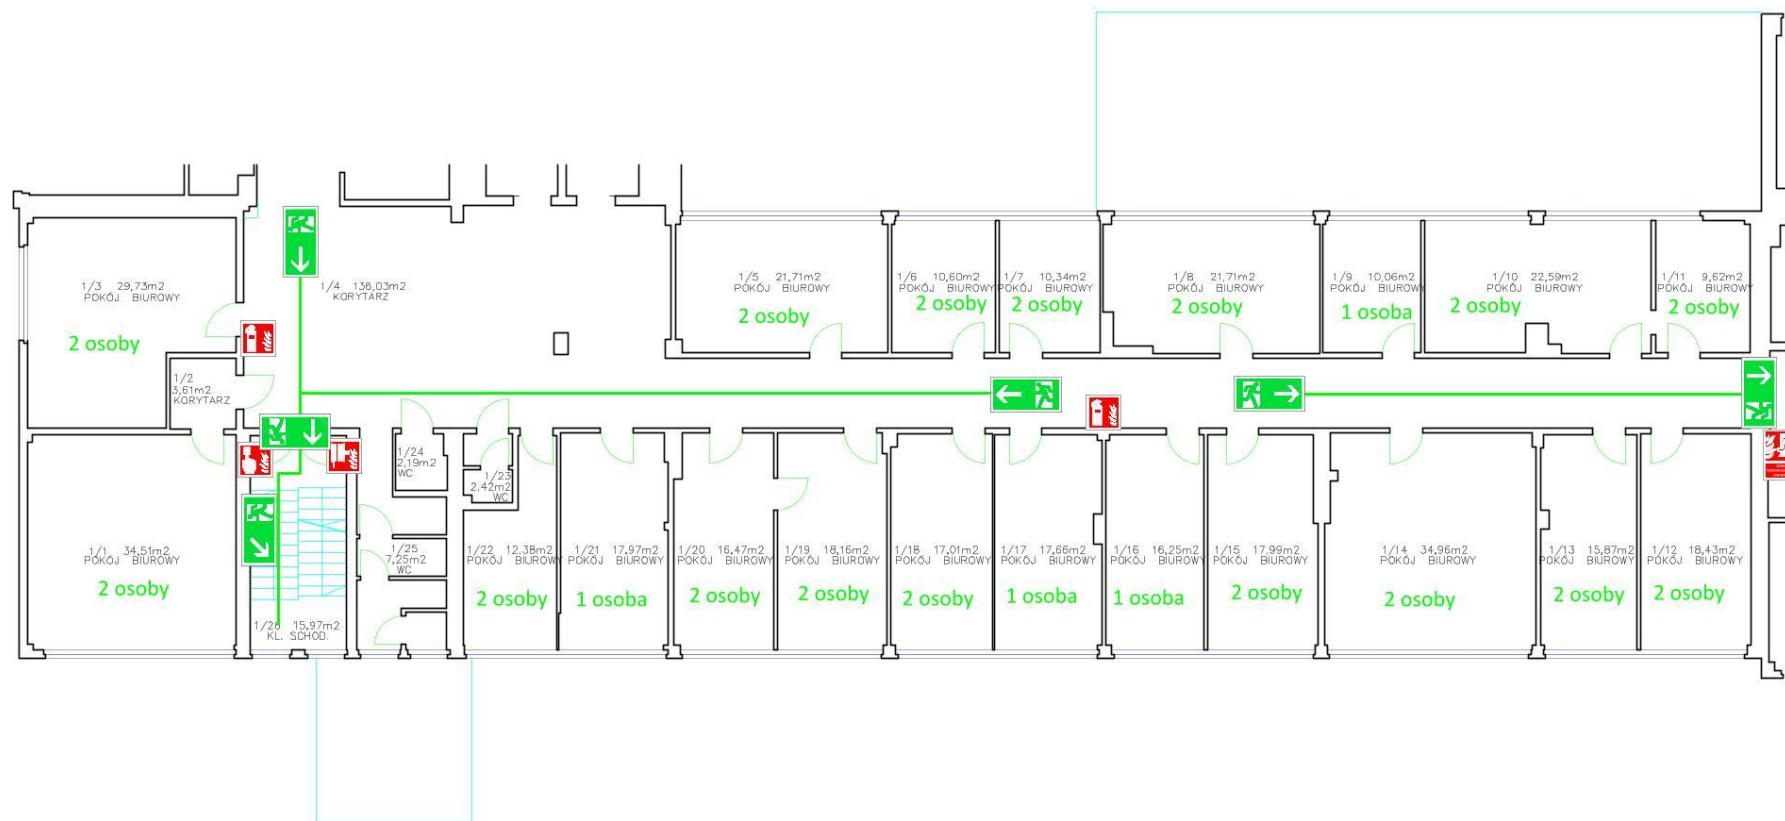 1/3 29,73m2
POKÓJ BIUROWY
2 osoby
1/4 136,03m2
KORYTARZ
1/5 21,71m2
POKÓJ BIUROWY
2 osoby
1/6 10,60m2
POKÓJ BIUROWY
2 osoby
1/7 10,34m2
POKÓJ BIUROWY
2 osoby
1/8 21,71m2
POKÓJ BIUROWY
2 osoby
1/9 10,06m2
POKÓJ BIUROWY
1 osoba
1/10 22,59m2
POKÓJ BIUROWY
2 osoby
1/11 9,62m2
POKÓJ BIUROWY
2 osoby
1/2
3,61m2
KORYTARZ
1/24
2,19m2
WC
1/23
2,42m2
WC
1/1 34,51m2
POKÓJ BIUROWY
2 osoby
1/26 15,97m2
KL. SCHOD.
1/25
7,25m2
WC
1/22 12,38m2
POKÓJ BIUROWY
2 osoby
1/21 17,97m2
POKÓJ BIUROWY
1 osoba
1/20 16,47m2
POKÓJ BIUROWY
2 osoby
1/19 18,16m2
POKÓJ BIUROWY
2 osoby
1/18 17,01m2
POKÓJ BIUROWY
2 osoby
1/17 17,66m2
POKÓJ BIUROWY
1 osoba
1/16 16,25m2
POKÓJ BIUROWY
1 osoba
1/15 17,99m2
POKÓJ BIUROWY
2 osoby
1/14 34,96m2
POKÓJ BIUROWY
2 osoby
1/13 15,87m2
POKÓJ BIUROWY
2 osoby
1/12 18,43m2
POKÓJ BIUROWY
2 osoby